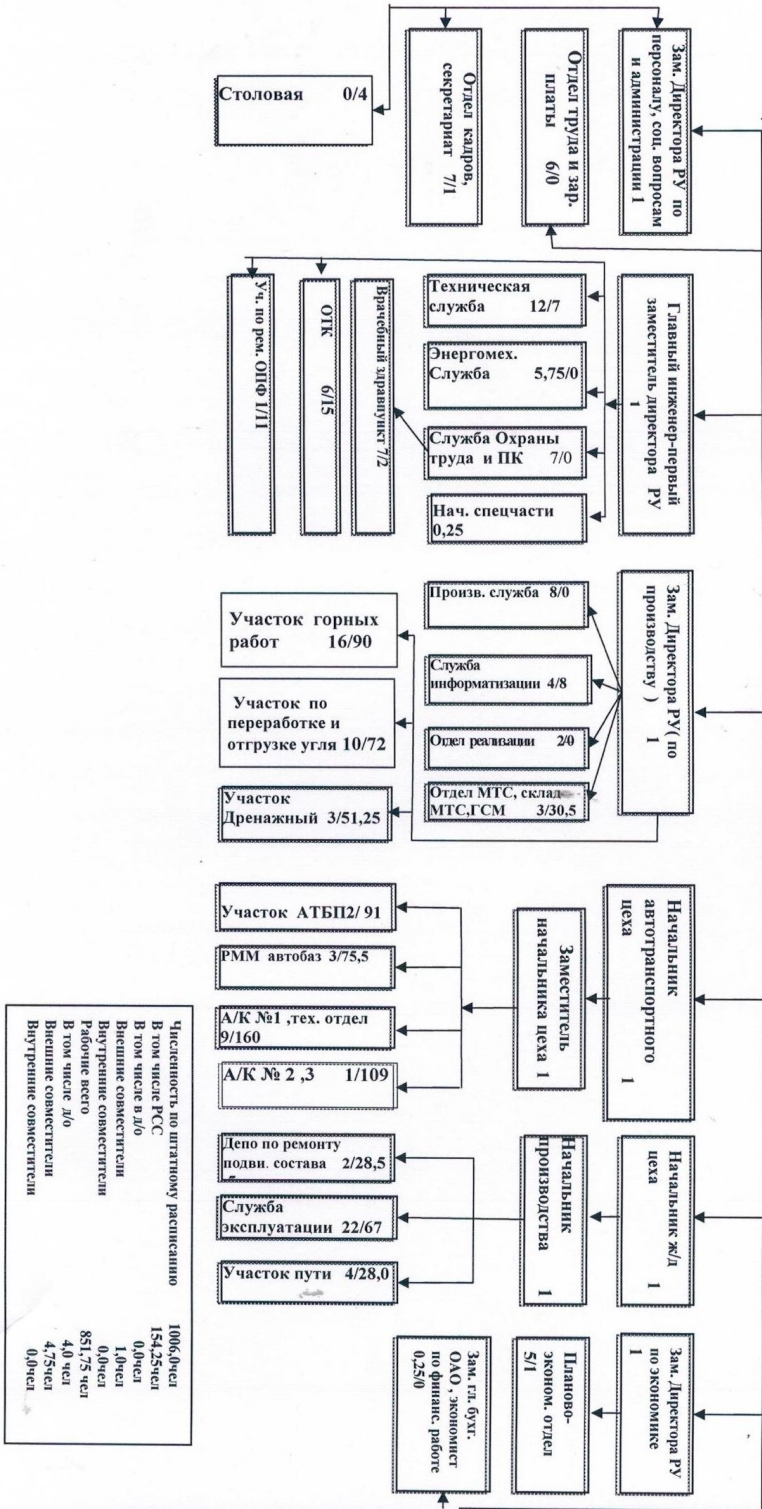 Зам. Директора РУ по
персоналу, соц. вопросам
и администрации 1
Отдел труда и зар.
платы 6/0
Отдел кадров,
секретариат 7/1
Столовая 0/4
Главный инженер-первый
заместитель директора РУ
1
Техническая
служба 12/7
Энергомех.
Служба 5,75/0
Служба Охраны
труда и ПК 7/0
Нач. спецчасти
0,25
Врачебный здравпункт 7/2
ОТК 6/15
Уч. по рем. ОПФ 1/11
Зам. Директора РУ( по
производству ) 1
Произв. служба 8/0
Служба
информатизации 4/8
Отдел реализации 2/0
Отдел МТС, склад
МТС,ГСМ 3/30,5
Участок горных
работ 16/90
Участок по
переработке и
отгрузке угля 10/72
Участок
Дренажный 3/51,25
Начальник
автотранспортного
цеха 1
Заместитель
начальника цеха 1
Участок АТБП2/ 91
РММ автобаз 3/75,5
А/К №1 ,тех. отдел
9/160
А/К № 2 ,3 1/109
Начальник ж/д
цеха 1
Начальник
производства 1
Депо по ремонту
подви. состава 2/28,5
Служба
эксплуатации 22/67
Участок пути 4/28,0
Зам. Директора РУ
по экономике
1
Планово-
эконом. отдел
5/1
Зам. гл. бухг.
ОАО , экономист
по финанс. работе
0,25/0
Численность по штатному расписанию 1006,0чел
В том числе РСС 154,25чел
В том числе в д/о 0,0чел
Внешние совместители 1,0чел
Внутренние совместители 0,0чел
Рабочие всего 851,75 чел
В том числе д/о 4,0 чел
Внешние совместители 4,75чел
Внутренние совместители 0,0чел